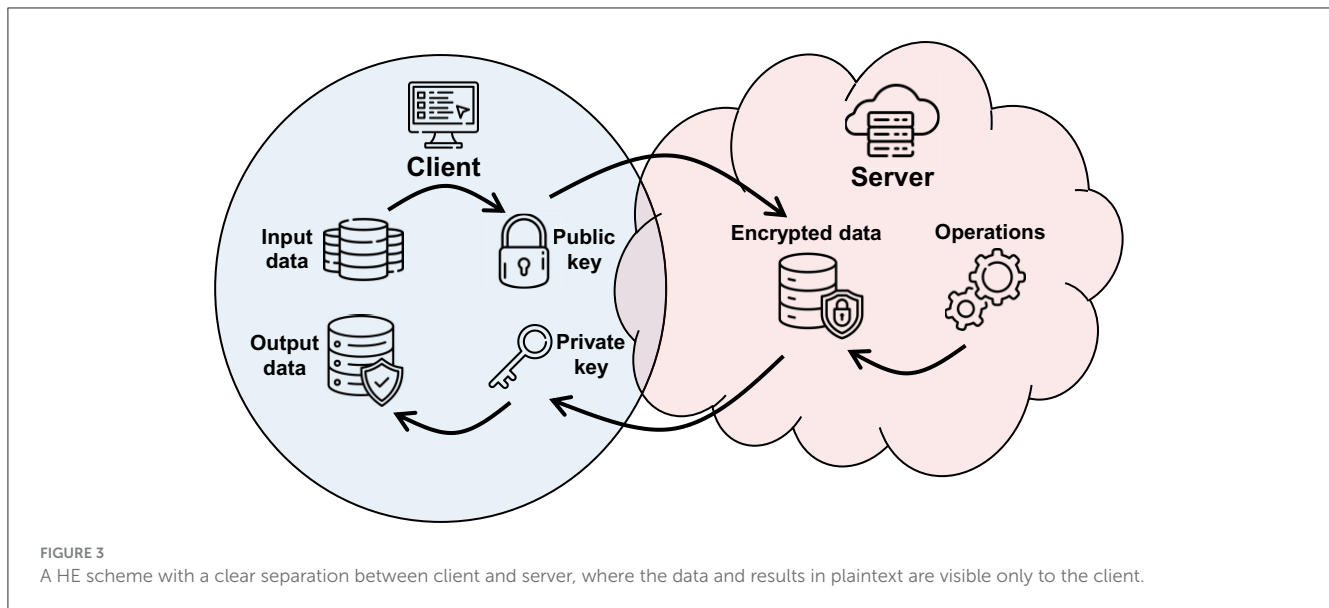 Client
Server
Input
data
Public
key
Encrypted data
Operations
Output
data
Private
key
FIGURE 3
A HE scheme with a clear separation between client and server, where the data and results in plaintext are visible only to the client.